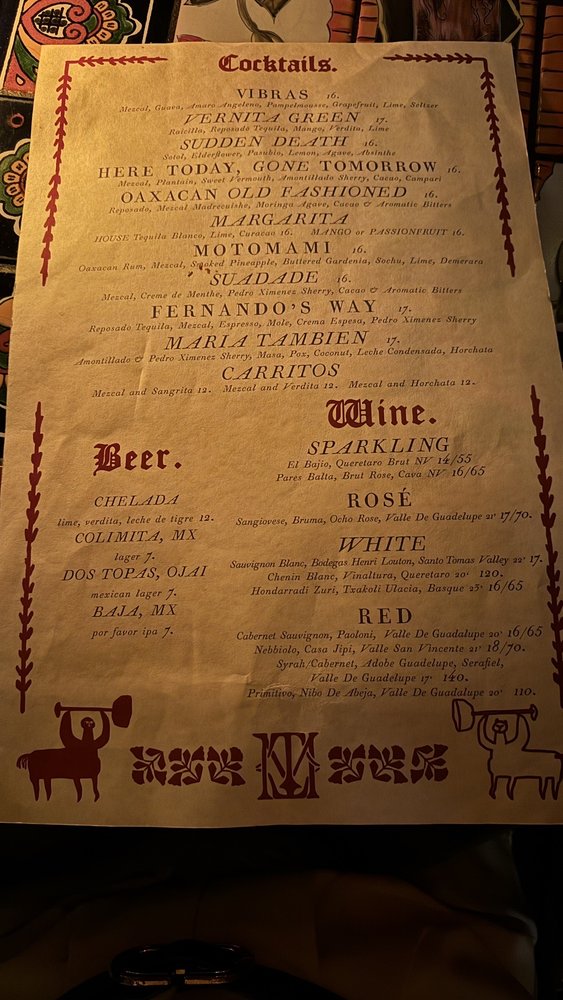 Cocktails.
VIBRAS 16.
Mezcal, Guava, Amaro Angeleno, Pampelmousse, Grapefruit, Lime, Seltzer
VERNITA GREEN 17.
Raicilla, Reposado Tequila, Mango, Verdita, Lime
SUDDEN DEATH 16.
Sotol, Elderflower, Pasubio, Lemon, Agave, Absinthe
HERE TODAY, GONE TOMORROW 16.
Mezcal, Plantain, Sweet Vermouth, Amontillado Sherry, Cacao, Campari
OAXACAN OLD FASHIONED 16.
Reposado, Mezcal Madrecuishe, Moringa Agave, Cacao & Aromatic Bitters
MARGARITA
HOUSE Tequila Blanco, Lime, Curacao 16. MANGO or PASSIONFRUIT 16.
MOTOMAMI 16.
Oaxacan Rum, Mezcal, Smoked Pineapple, Buttered Gardenia, Sochu, Lime, Demerara
SUADADE 16.
Mezcal, Creme de Menthe, Pedro Ximenez Sherry, Cacao & Aromatic Bitters
FERNANDO'S WAY 17.
Reposado Tequila, Mezcal, Espresso, Mole, Crema Espesa, Pedro Ximenez Sherry
MARIA TAMBIEN 17.
Amontillado & Pedro Ximenez Sherry, Masa, Pox, Coconut, Leche Condensada, Horchata
CARRITOS
Mezcal and Sangrita 12. Mezcal and Verdita 12. Mezcal and Horchata 12.
Beer.
CHELADA
lime, verdita, leche de tigre 12.
COLIMITA, MX
lager 7.
DOS TOPAS, OJAI
mexican lager 7.
BAJA, MX
por favor ipa 7.
Wine.
SPARKLING
El Bajio, Queretaro Brut NV 14/55
Pares Balta, Brut Rose, Cava NV 16/65
ROSÉ
Sangiovese, Bruma, Ocho Rose, Valle De Guadelupe 21' 17/70.
WHITE
Sauvignon Blanc, Bodegas Henri Louton, Santo Tomas Valley 22' 17.
Chenin Blanc, Vinaltura, Queretaro 20' 120.
Hondarradi Zuri, Txakoli Ulacia, Basque 23' 16/65
RED
Cabernet Sauvignon, Paoloni, Valle De Guadalupe 20' 16/65
Nebbiolo, Casa Jipi, Valle San Vincente 21' 18/70.
Syrah/Cabernet, Adobe Guadelupe, Serafiel,
Valle De Guadelupe 17' 140.
Primitivo, Nibo De Abeja, Valle De Guadalupe 20' 110.